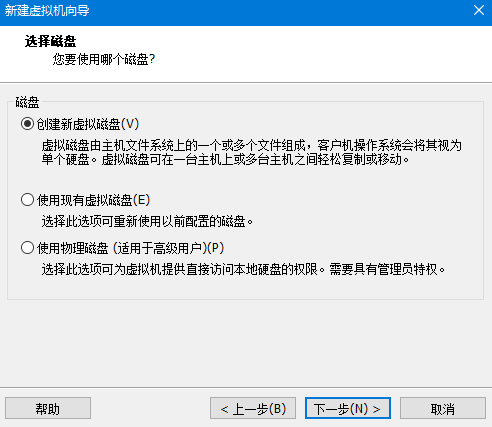 新建虚拟机向导
选择磁盘
您要使用哪个磁盘?
磁盘
创建新虚拟磁盘(V)
虚拟磁盘由主机文件系统上的一个或多个文件组成，客户机操作系统会将其视为
单个硬盘。虚拟磁盘可在一台主机上或多台主机之间轻松复制或移动。
使用现有虚拟磁盘(E)
选择此选项可重新使用以前配置的磁盘。
使用物理磁盘 (适用于高级用户)(P)
选择此选项可为虚拟机提供直接访问本地硬盘的权限。需要具有管理员特权。
帮助
< 上一步(B)
下一步(N) >
取消